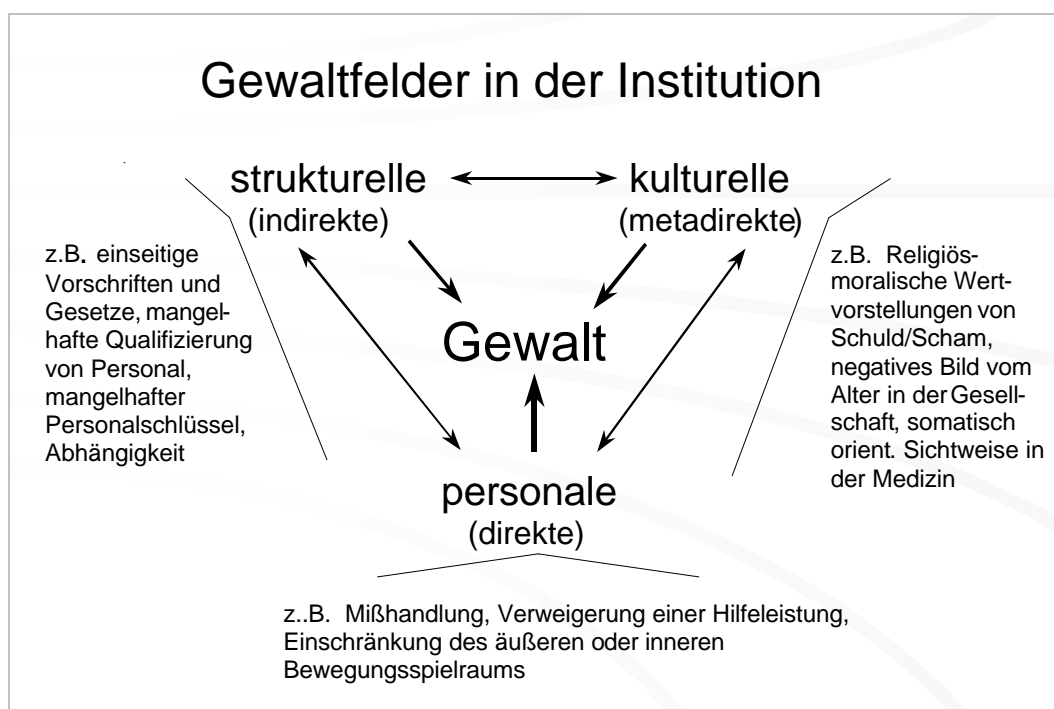 Gewaltfelder in der Institution
strukturelle
(indirekte)
kulturelle
(metadirekte)
z.B. einseitige
Vorschriften und
Gesetze, mangel-
hafte Qualifizierung
von Personal,
mangelhafter
Personalschlüssel,
Abhängigkeit
Gewalt
z.B. Religiös-
moralische Wert-
vorstellungen von
Schuld/Scham,
negatives Bild vom
Alter in der Gesell-
schaft, somatisch
orient. Sichtweise in
der Medizin
personale
(direkte)
z..B. Mißhandlung, Verweigerung einer Hilfeleistung,
Einschränkung des äußeren oder inneren
Bewegungsspielraums